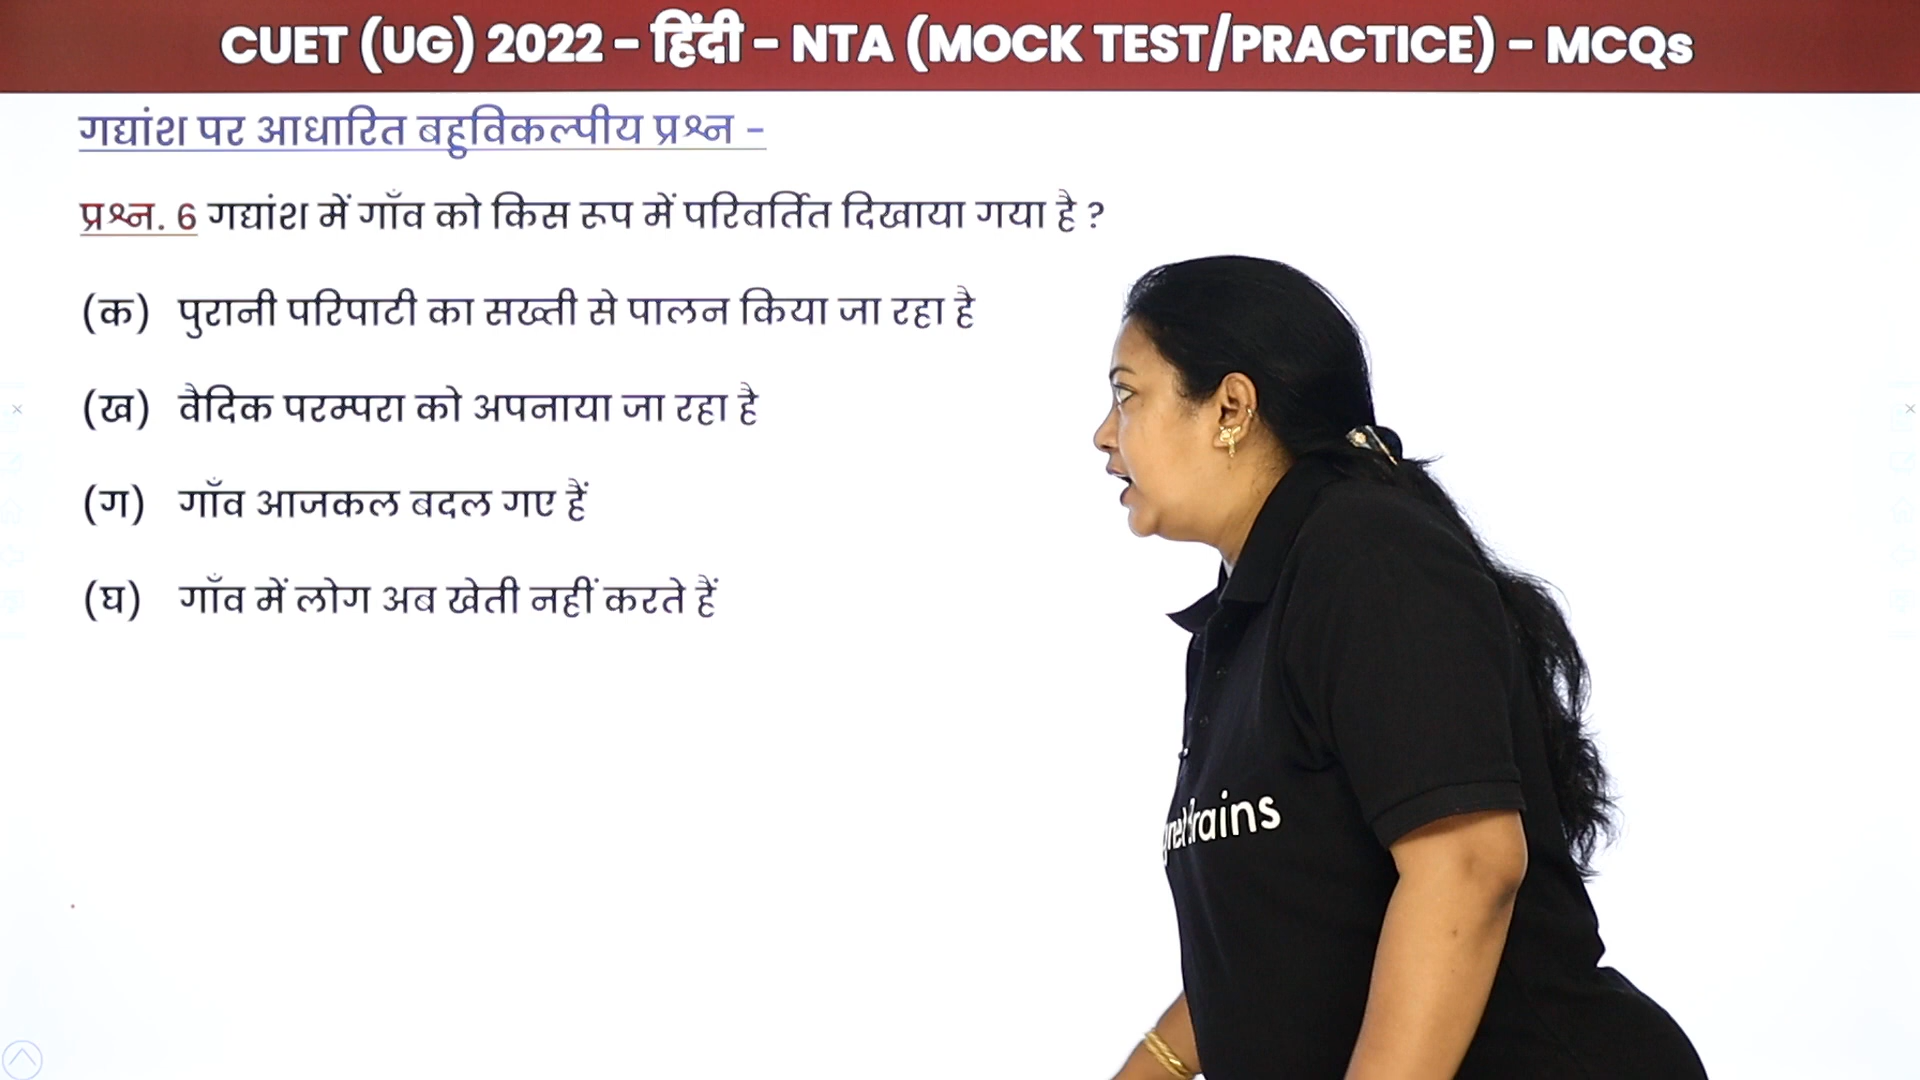 CUET (UG) 2022 – हिंदी – NTA (MOCK TEST/PRACTICE) – MCQs
गद्यांश पर आधारित बहुविकल्पीय प्रश्न –
प्रश्न. 6 गद्यांश में गाँव को किस रूप में परिवर्तित दिखाया गया है ?
(क) पुरानी परिपाटी का सख्ती से पालन किया जा रहा है
(ख) वैदिक परम्परा को अपनाया जा रहा है
(ग) गाँव आजकल बदल गए हैं
(घ) गाँव में लोग अब खेती नहीं करते हैं